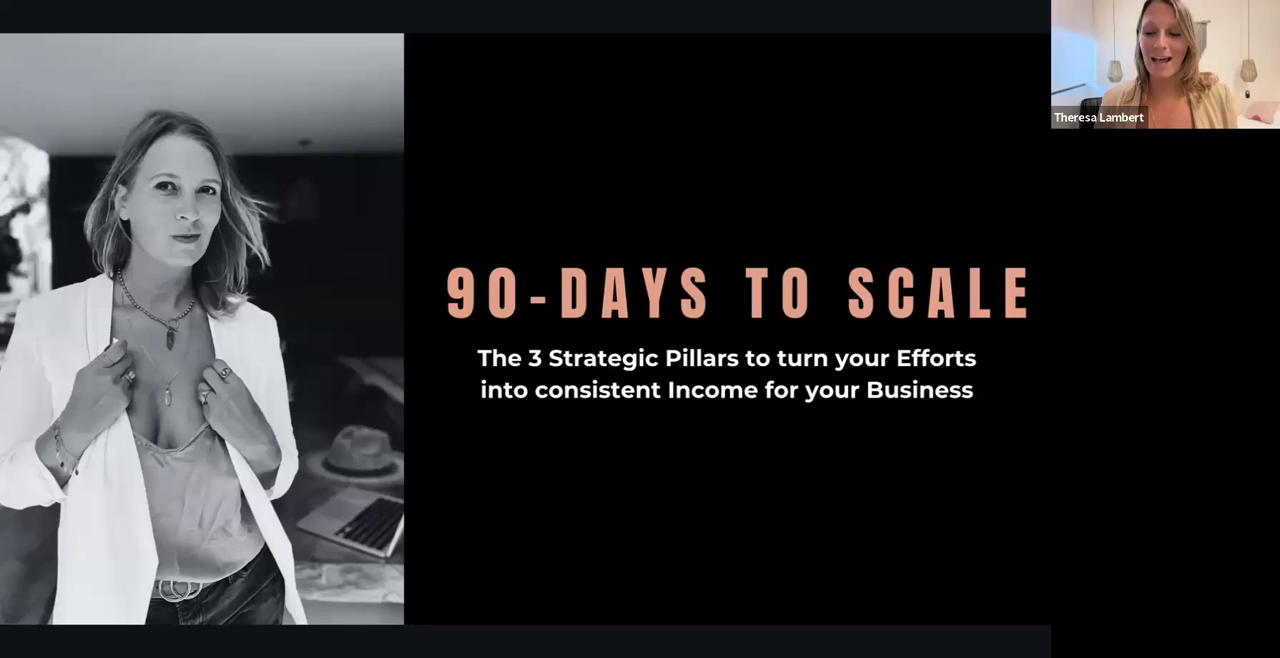 Theresa Lambert
90-DAYS TO SCALE
The 3 Strategic Pillars to turn your Efforts
into consistent Income for your Business